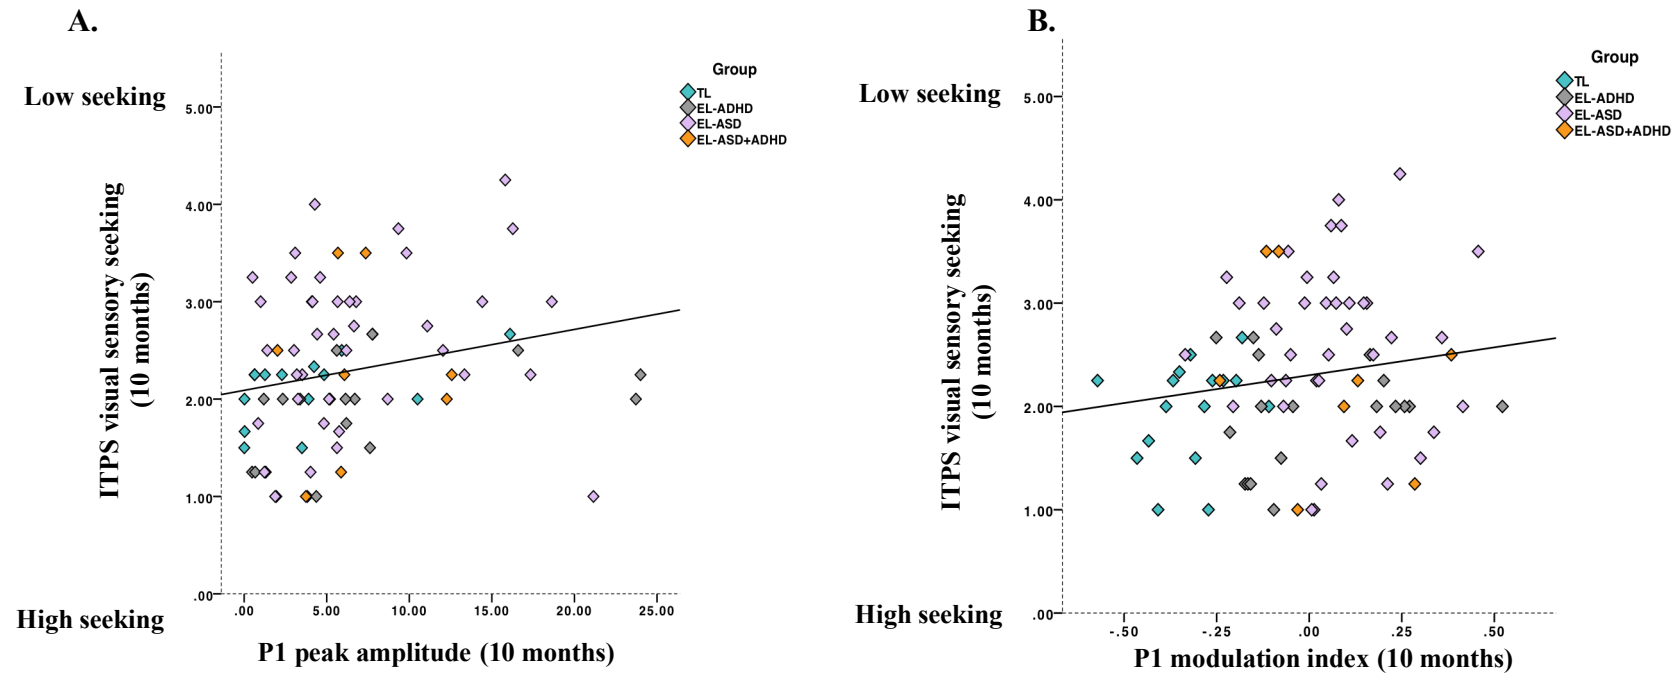 A.
Low seeking
High seeking
ITPS visual sensory seeking
(10 months)
5.00
4.00
3.00
2.00
1.00
.00
.00 5.00 10.00 15.00 20.00 25.00
P1 peak amplitude (10 months)
Group
TL
EL-ADHD
EL-ASD
EL-ASD+ADHD
B.
Low seeking
High seeking
ITPS visual sensory seeking
(10 months)
5.00
4.00
3.00
2.00
1.00
.00
-.50 -.25 .00 .25 .50
P1 modulation index (10 months)
Group
TL
EL-ADHD
EL-ASD
EL-ASD+ADHD